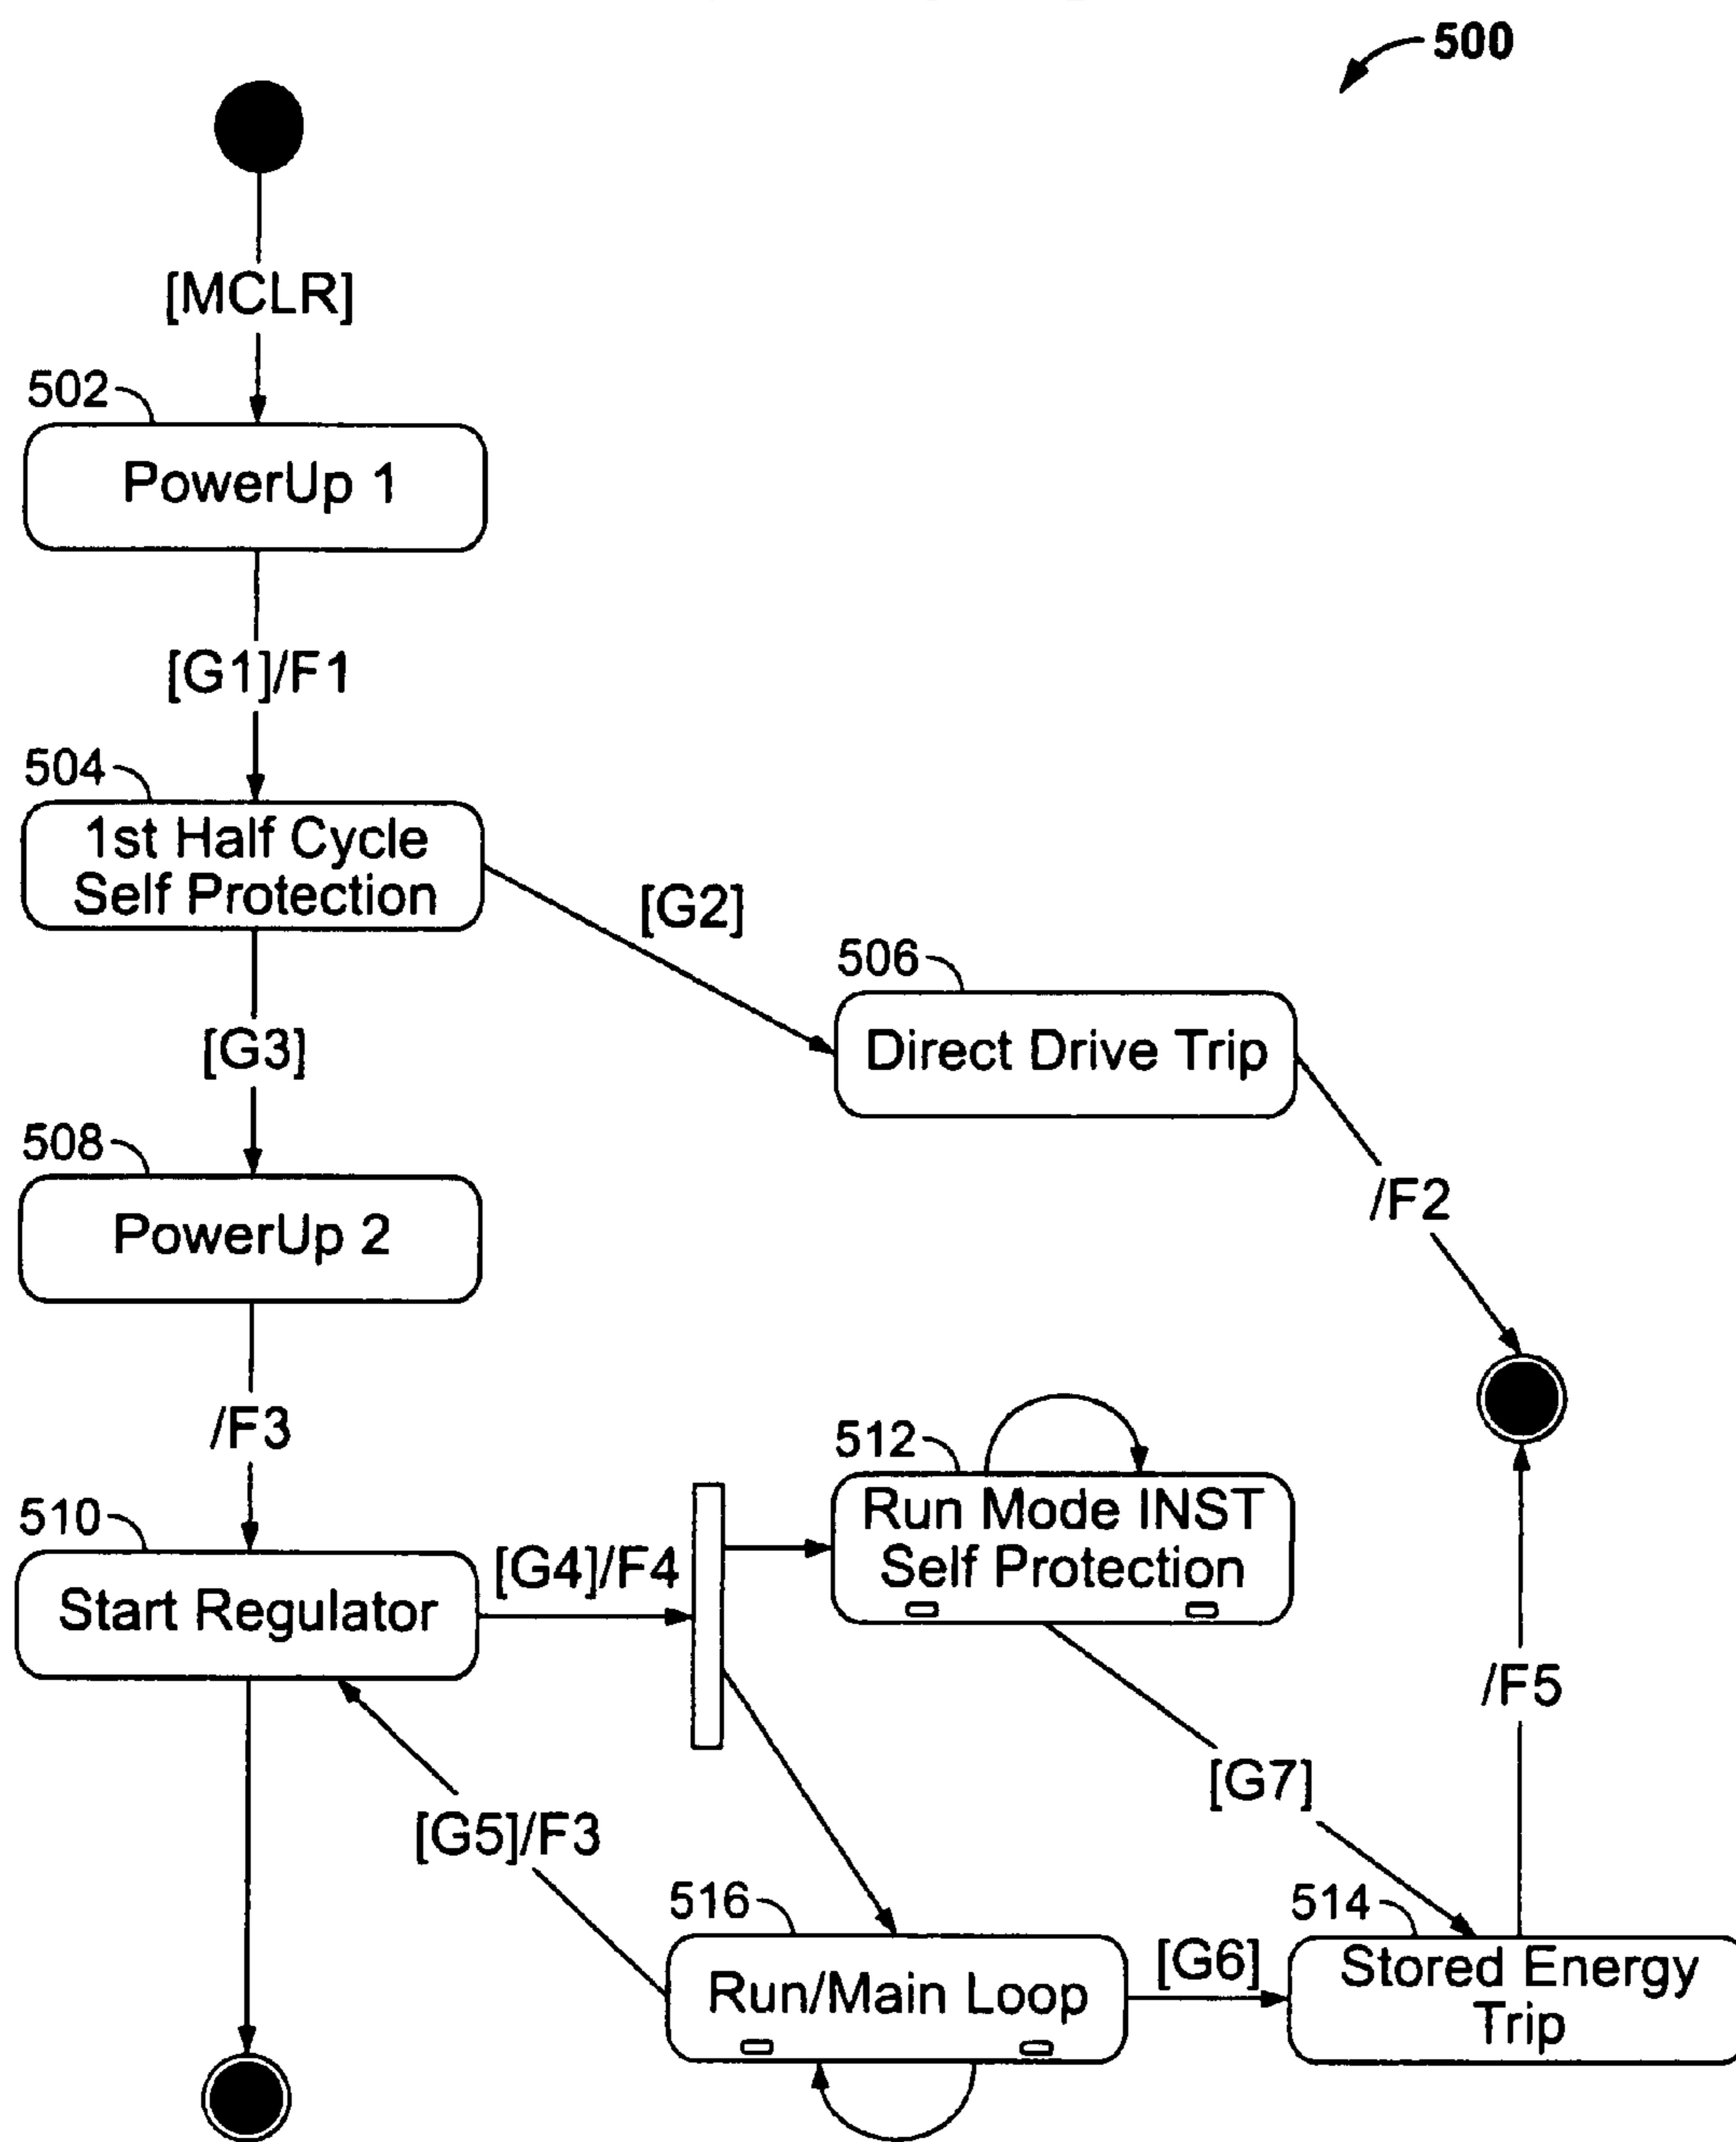 500
[MCLR]
502
PowerUp 1
[G1]/F1
504
1st Half Cycle
Self Protection
[G2]
506
Direct Drive Trip
[G3]
508
PowerUp 2
/F2
/F3
512
Run Mode INST
Self Protection
510
Start Regulator
[G4]/F4
/F5
[G7]
[G5]/F3
516
Run/Main Loop
[G6]
514
Stored Energy
Trip